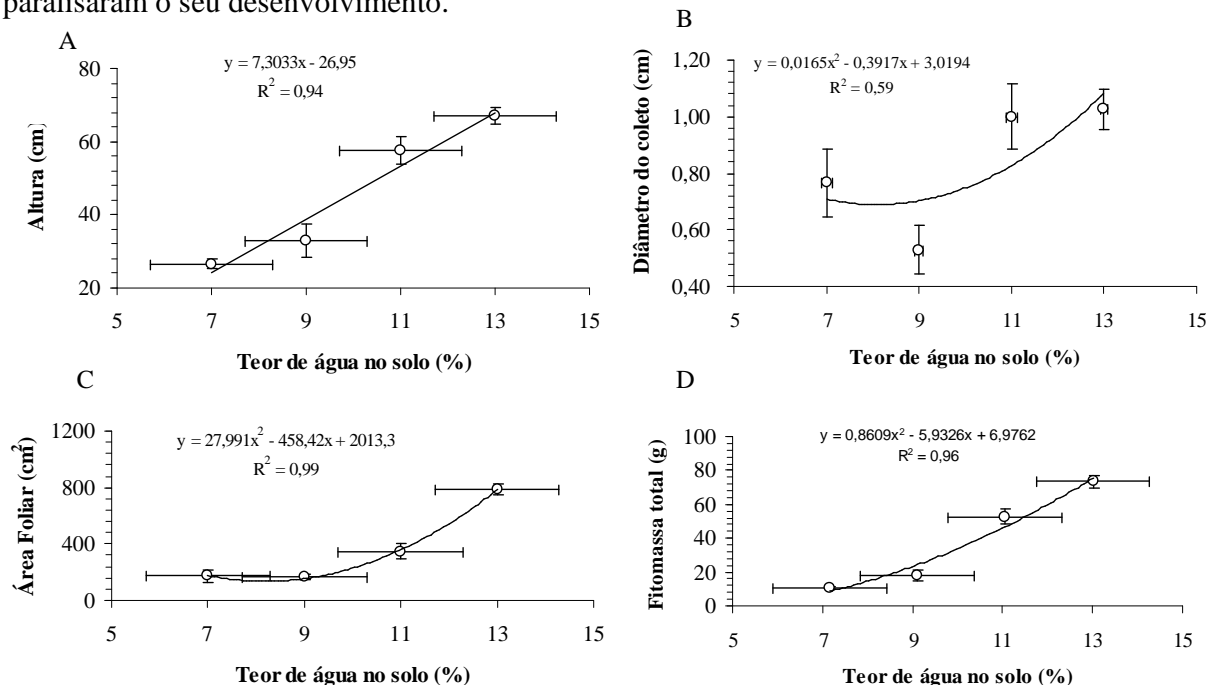 paralisaram o seu desenvolvimento.
A
y = 7,3033x - 26,95
R² = 0,94
Altura (cm)
80
60
40
20
5 7 9 11 13 15
Teor de água no solo (%)
B
y = 0,0165x² - 0,3917x + 3,0194
R² = 0,59
Diâmetro do coleto (cm)
1,20
1,00
0,80
0,60
0,40
5 7 9 11 13 15
Teor de água no solo (%)
C
y = 27,991x² - 458,42x + 2013,3
R² = 0,99
Área Foliar (cm²)
1200
800
400
0
5 7 9 11 13 15
Teor de água no solo (%)
D
y = 0,8609x² - 5,9326x + 6,9762
R² = 0,96
Fitomassa total (g)
100
80
60
40
20
0
5 7 9 11 13 15
Teor de água no solo (%)